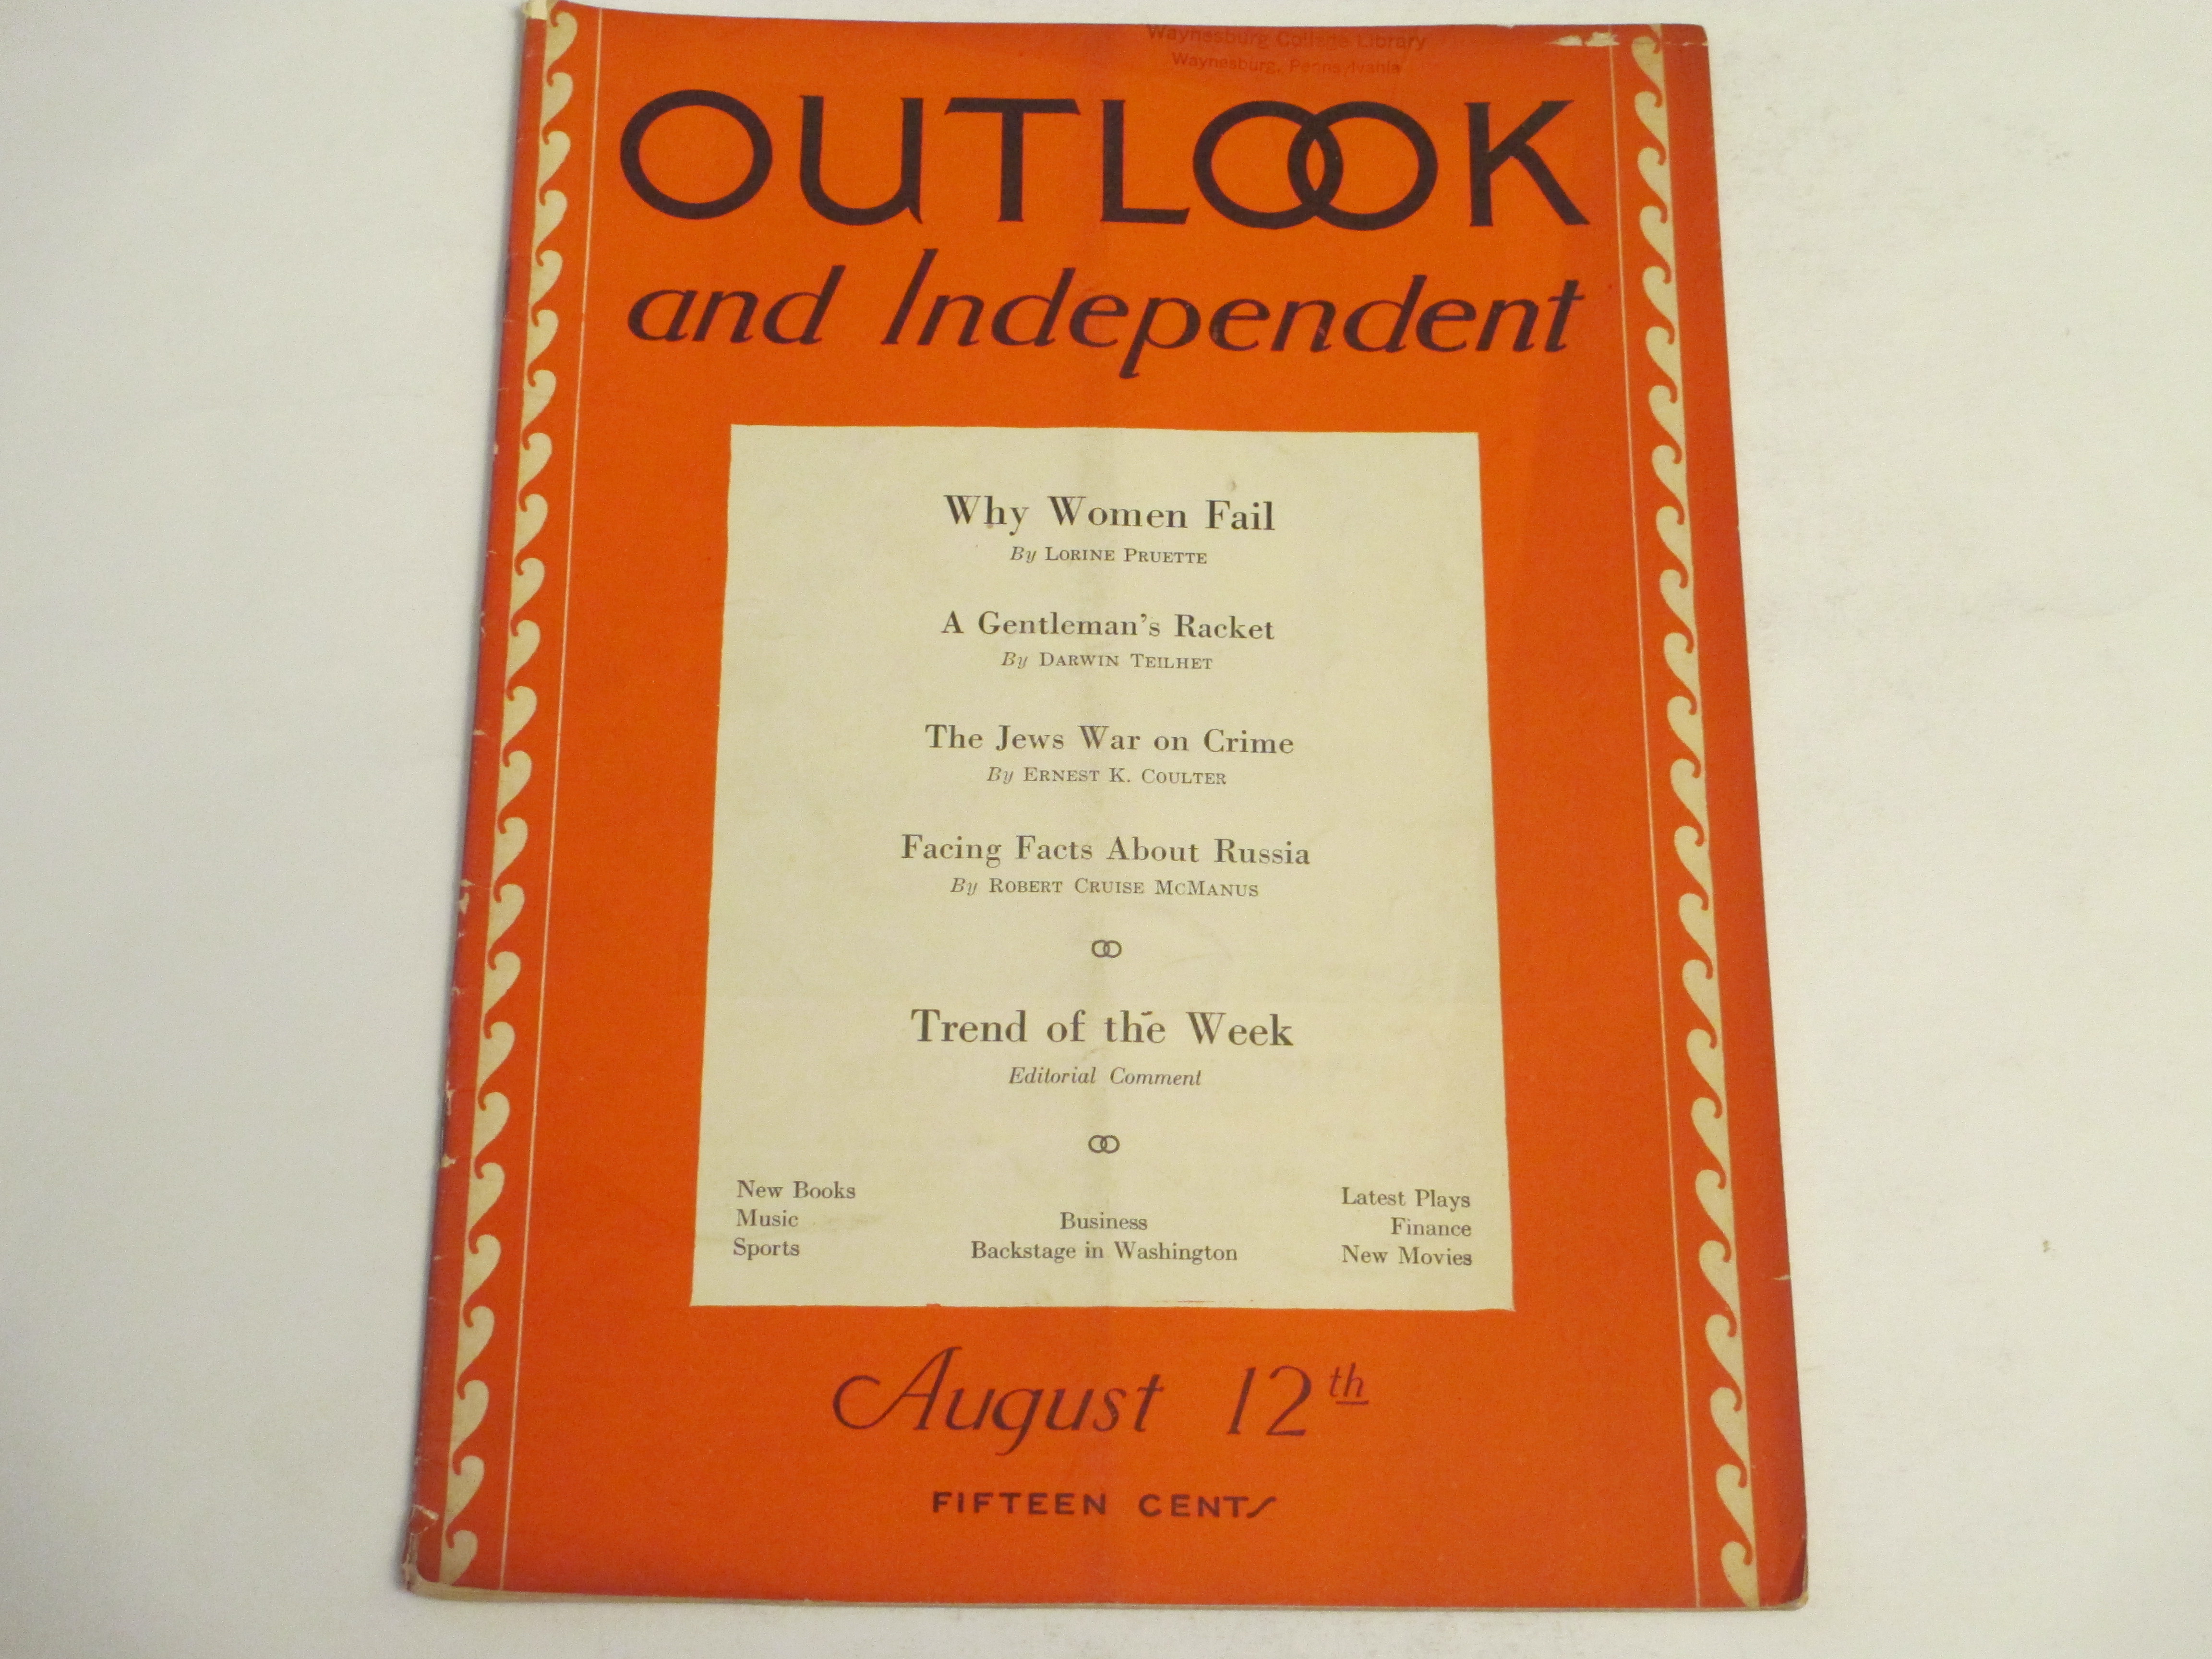 Waynesburg College Library
Waynesburg, Pennsylvania
OUTLOOK
and Independent
Why Women Fail
By LORINE PRUETTE
A Gentleman's Racket
By DARWIN TEILHET
The Jews War on Crime
By ERNEST K. COULTER
Facing Facts About Russia
By ROBERT CRUISE MCMANUS
Trend of the Week
Editorial Comment
New Books
Music
Sports
Business
Backstage in Washington
Latest Plays
Finance
New Movies
August 12th
FIFTEEN CENTS